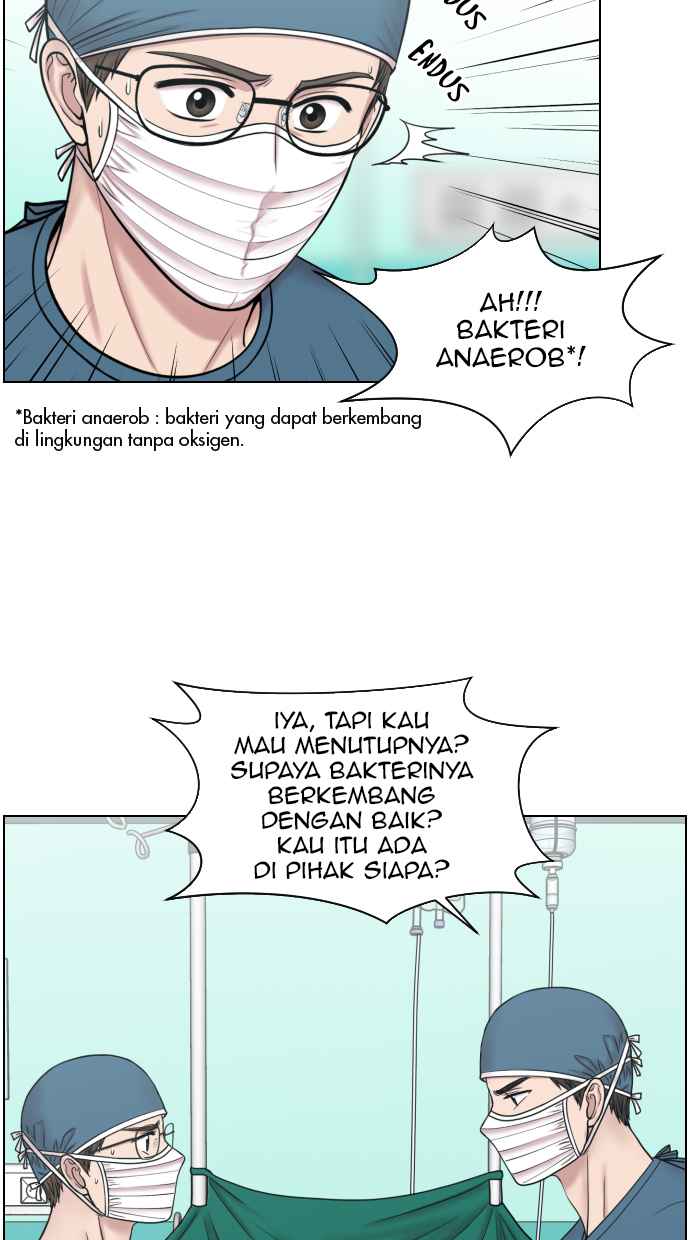 ENDUS
ENDUS
AH!!!
BAKTERI
ANAEROB*!
*Bakteri anaerob : bakteri yang dapat berkembang
di lingkungan tanpa oksigen.
IYA, TAPI KAU
MAU MENUTUPNYA?
SUPAYA BAKTERINYA
BERKEMBANG
DENGAN BAIK?
KAU ITU ADA
DI PIHAK SIAPA?